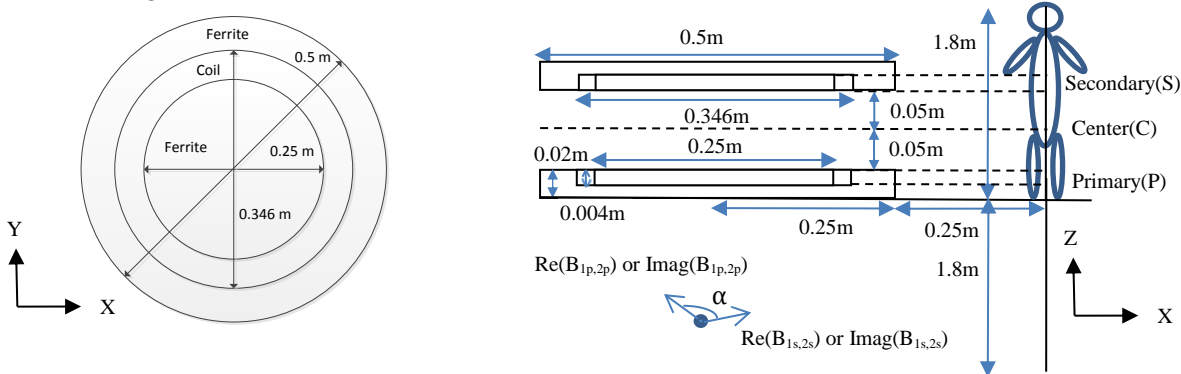 Ferrite
0.5 m
Coil
Ferrite
0.25 m
0.346 m
Y
X
0.5m
1.8m
Secondary(S)
0.346m
0.05m
Center(C)
0.02m
0.25m
0.05m
Primary(P)
0.004m
0.25m
0.25m
Z
1.8m
X
Re(B1p,2p) or Imag(B1p,2p)
α
Re(B1s,2s) or Imag(B1s,2s)